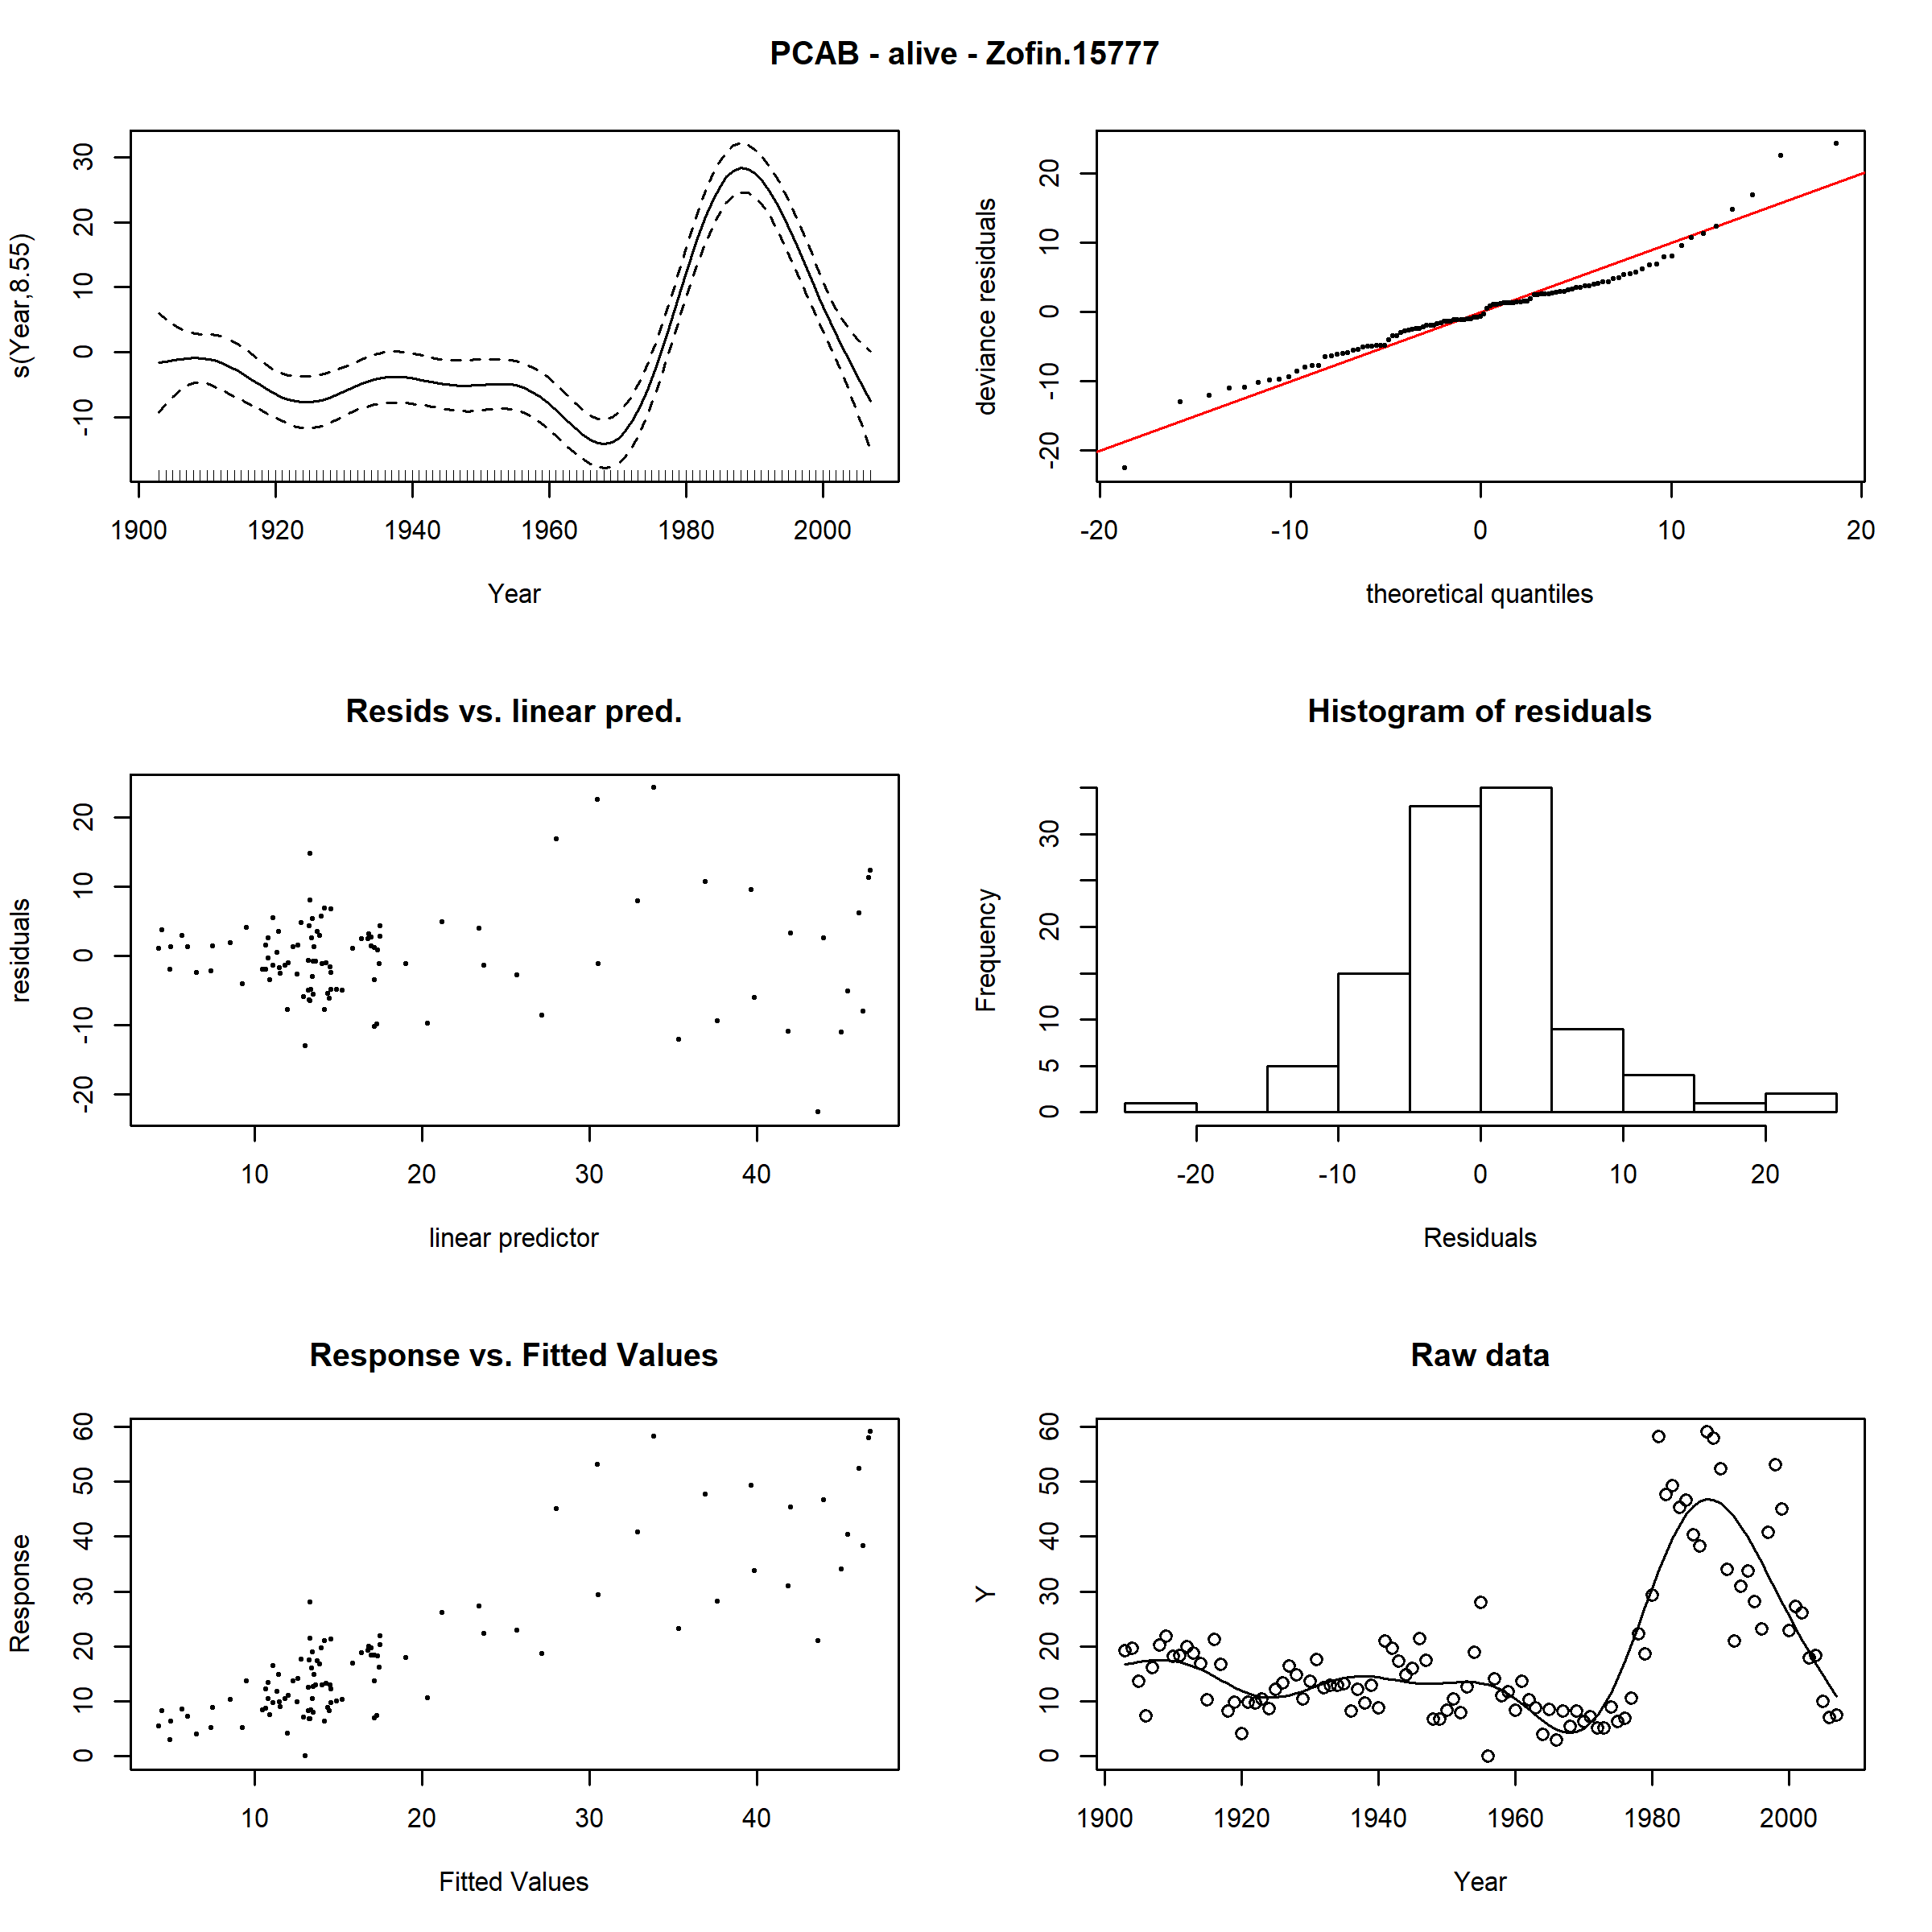 PCAB - alive - Zofin.15777
s(Year,8.55)
-10 0 10 20 30
1900 1920 1940 1960 1980 2000
Year
deviance residuals
-20 -10 0 10 20
-20 -10 0 10 20
theoretical quantiles
Resids vs. linear pred.
residuals
-20 -10 0 10 20
10 20 30 40
linear predictor
Histogram of residuals
Frequency
0 5 10 20 30
-20 -10 0 10 20
Residuals
Response vs. Fitted Values
Response
0 10 20 30 40 50 60
10 20 30 40
Fitted Values
Raw data
Y
0 10 20 30 40 50 60
1900 1920 1940 1960 1980 2000
Year